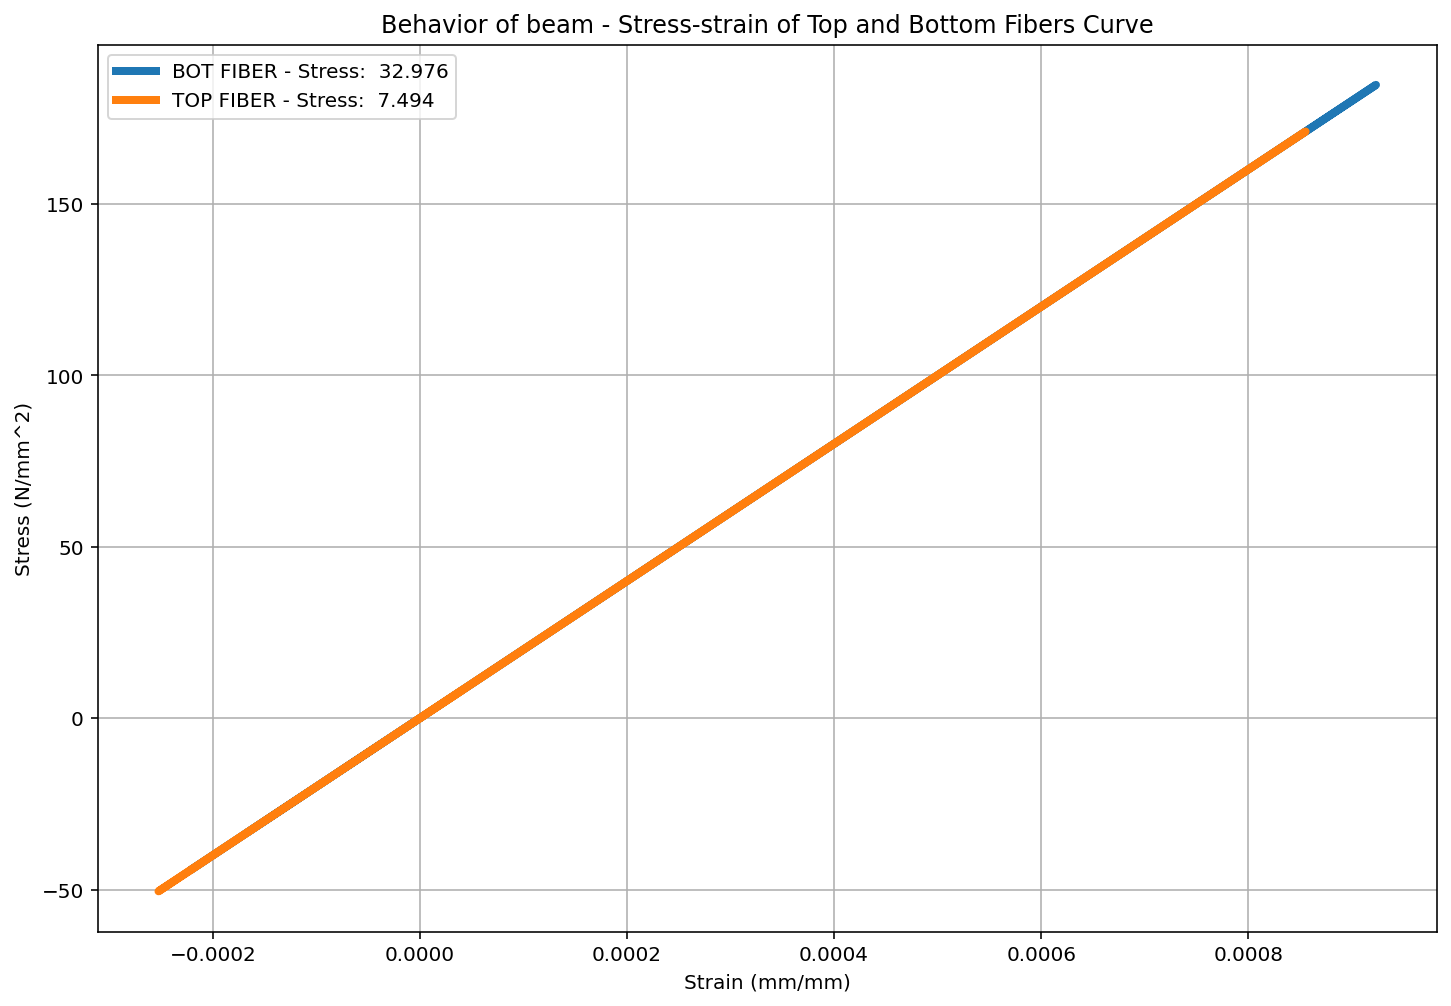 Behavior of beam - Stress-strain of Top and Bottom Fibers Curve
BOT FIBER - Stress:  32.976
TOP FIBER - Stress:  7.494
150
100
50
0
−50
Stress (N/mm^2)
−0.0002
0.0000
0.0002
0.0004
0.0006
0.0008
Strain (mm/mm)